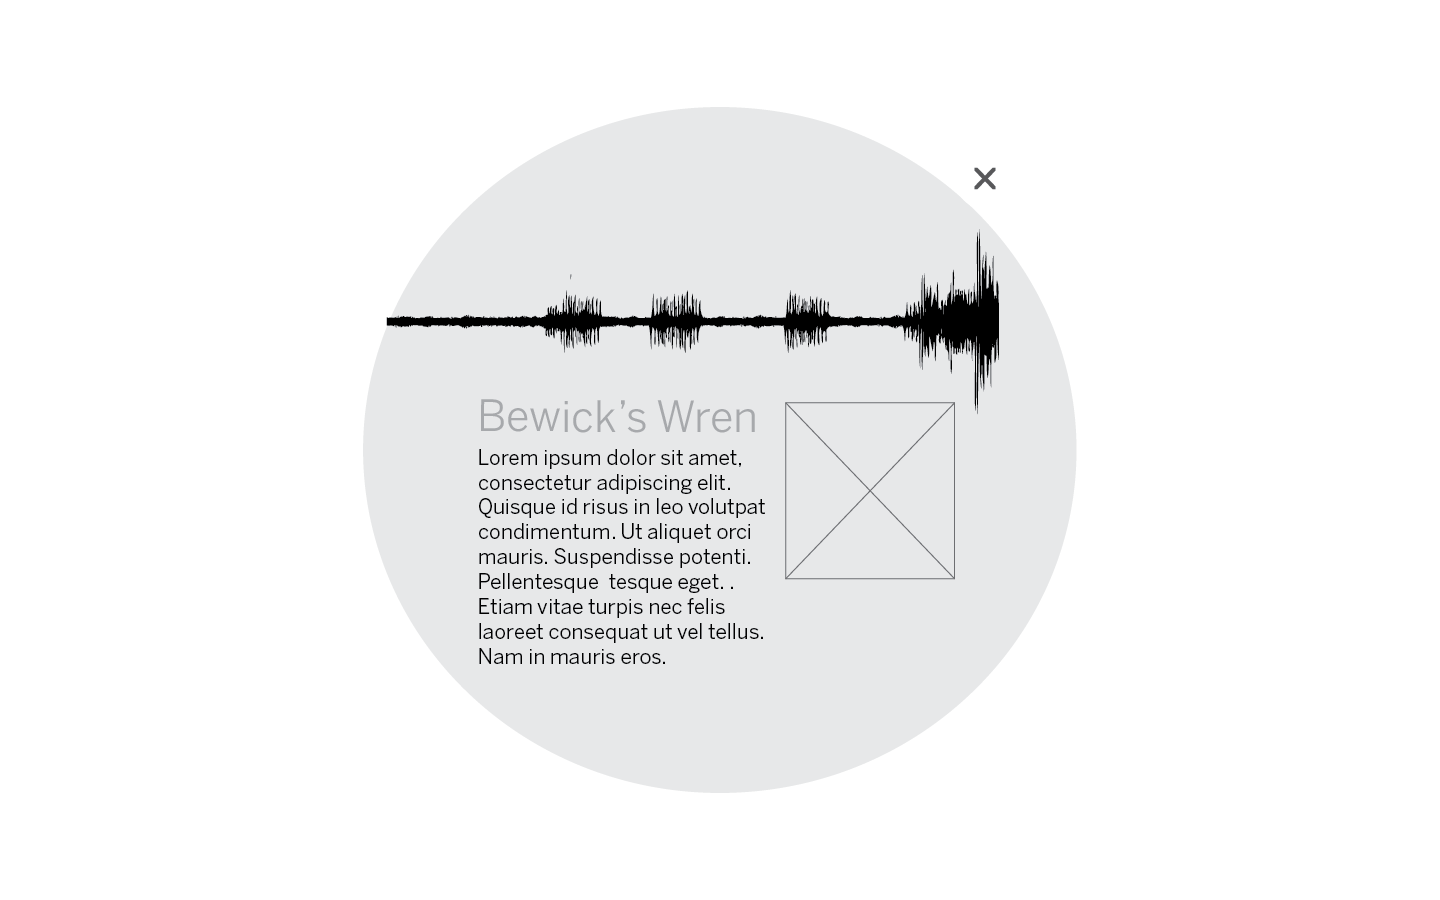 Bewick’s Wren
Lorem ipsum dolor sit amet,
consectetur adipiscing elit.
Quisque id risus in leo volutpat
condimentum. Ut aliquet orci
mauris. Suspendisse potenti.
Pellentesque  tesque eget. .
Etiam vitae turpis nec felis
laoreet consequat ut vel tellus.
Nam in mauris eros.